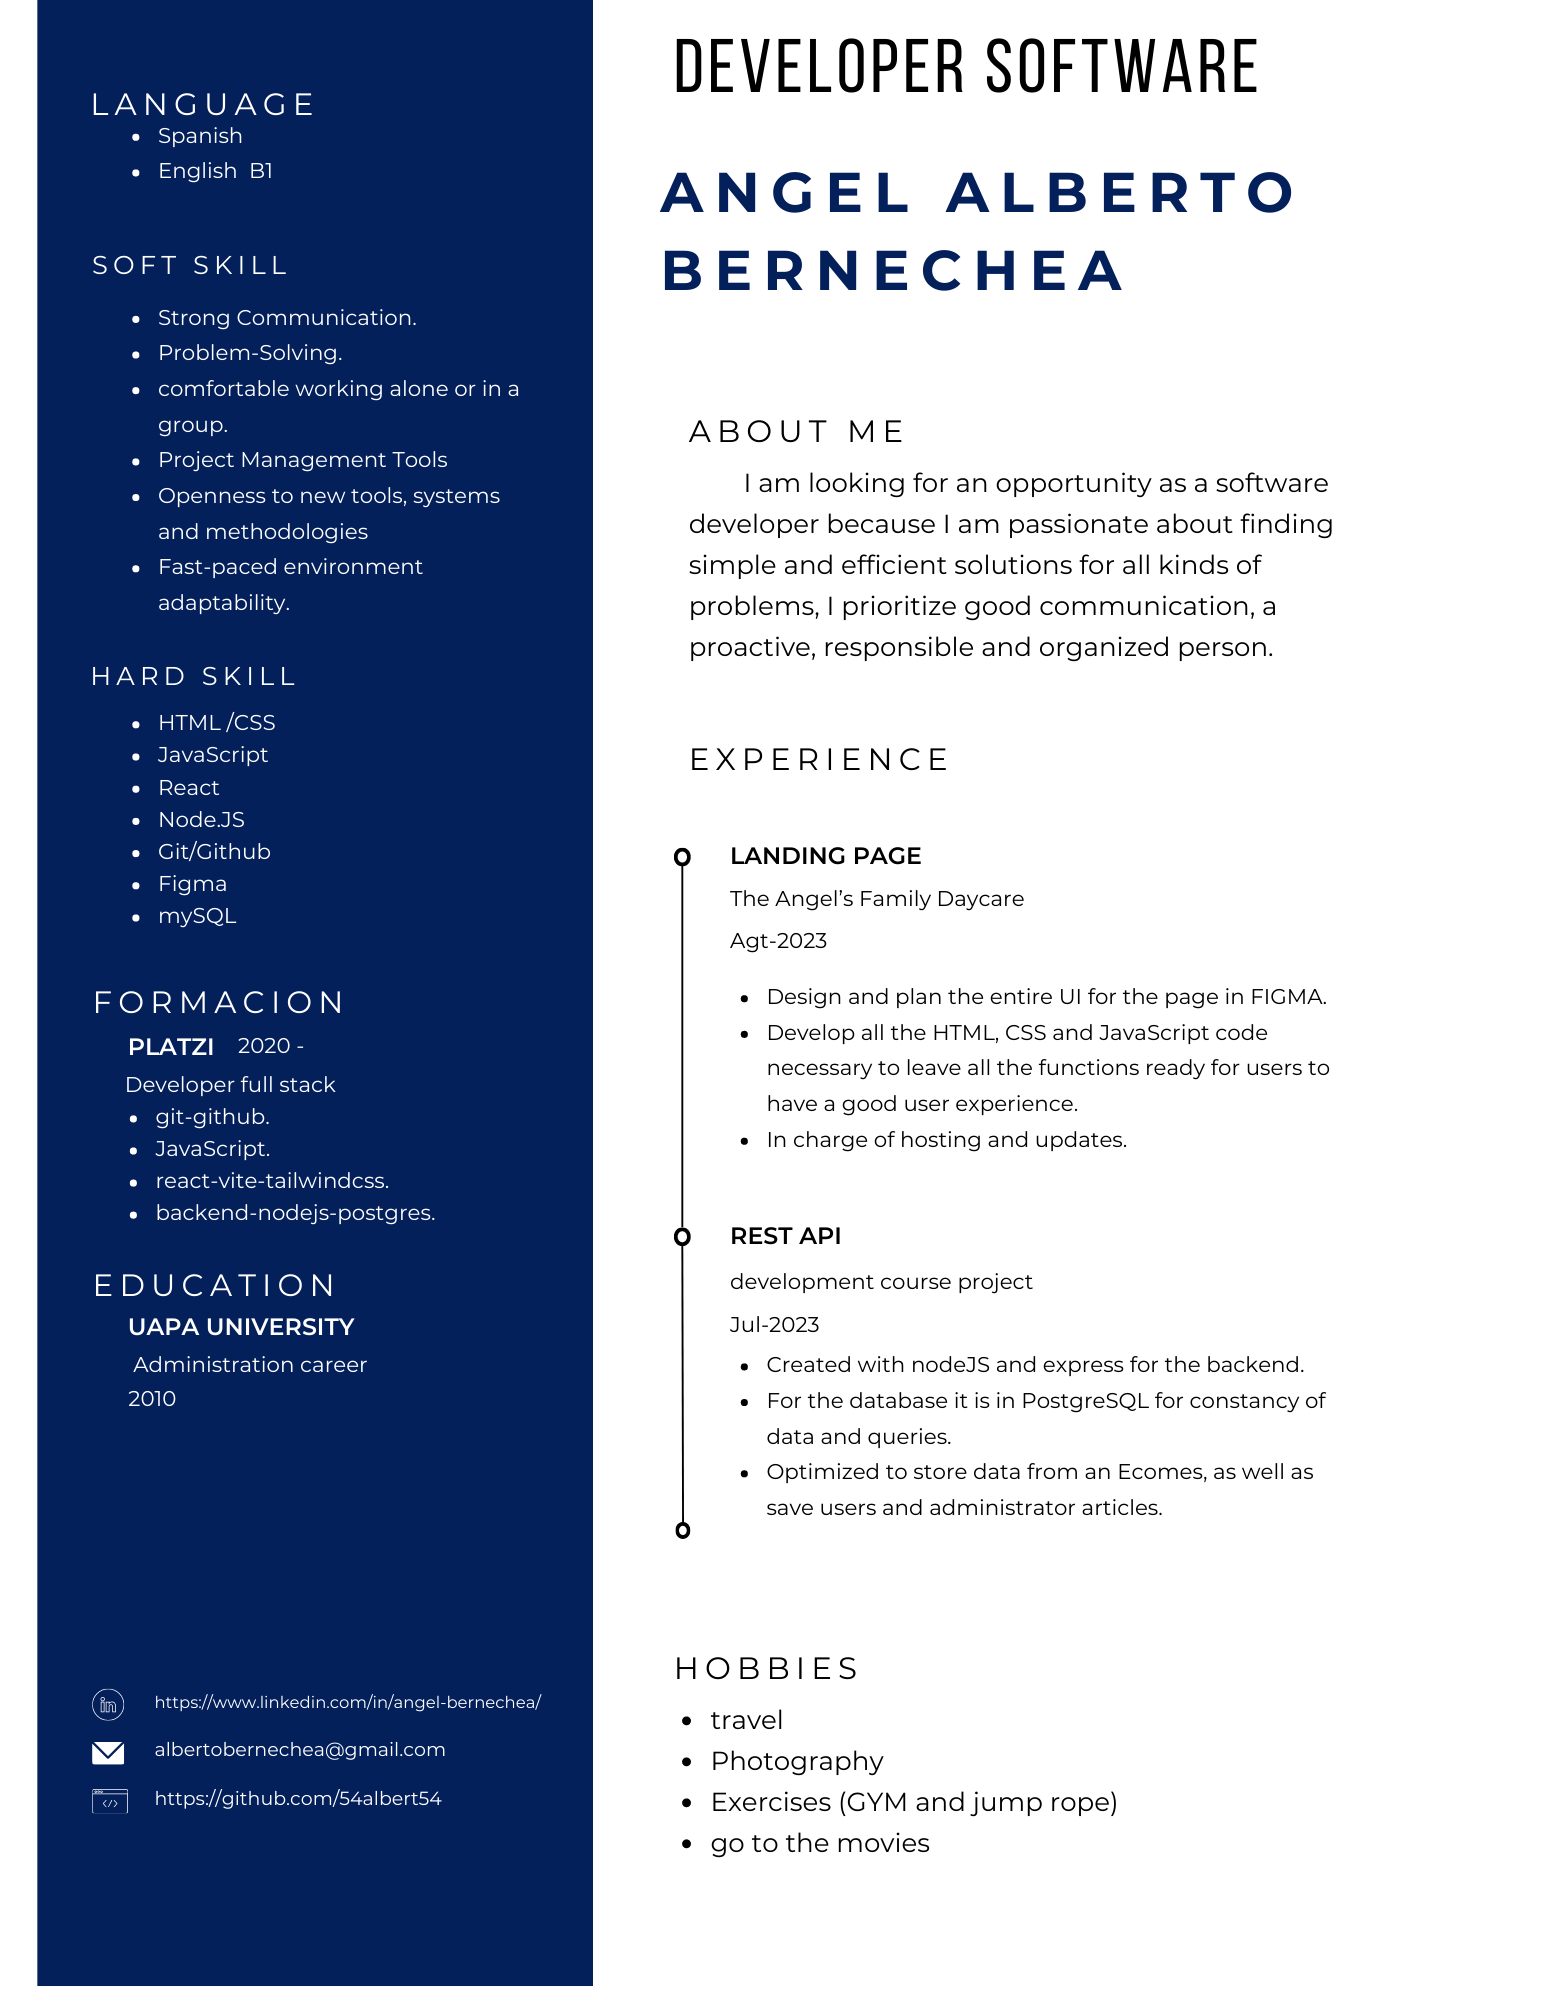 LANGUAGE
Spanish
English B1
SOFT SKILL
Strong Communication.
Problem-Solving.
comfortable working alone or in a
group.
Project Management Tools
Openness to new tools, systems
and methodologies
Fast-paced environment
adaptability.
HARD SKILL
HTML /CSS
JavaScript
React
Node.JS
Git/Github
Figma
mySQL
FORMACION
PLATZI 2020 -
Developer full stack
git-github.
JavaScript.
react-vite-tailwindcss.
backend-nodejs-postgres.
EDUCATION
UAPA UNIVERSITY
Administration career
2010
https://www.linkedin.com/in/angel-bernechea/
albertobernechea@gmail.com
https://github.com/54albert54
DEVELOPER SOFTWARE
ANGEL ALBERTO
BERNECHEA
ABOUT ME
I am looking for an opportunity as a software
developer because I am passionate about finding
simple and efficient solutions for all kinds of
problems, I prioritize good communication, a
proactive, responsible and organized person.
EXPERIENCE
LANDING PAGE
The Angel’s Family Daycare
Agt-2023
Design and plan the entire UI for the page in FIGMA.
Develop all the HTML, CSS and JavaScript code
necessary to leave all the functions ready for users to
have a good user experience.
In charge of hosting and updates.
REST API
development course project
Jul-2023
Created with nodeJS and express for the backend.
For the database it is in PostgreSQL for constancy of
data and queries.
Optimized to store data from an Ecomes, as well as
save users and administrator articles.
HOBBIES
travel
Photography
Exercises (GYM and jump rope)
go to the movies